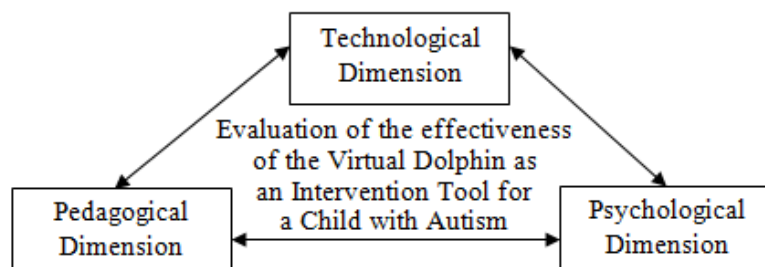 Technological
Dimension
Evaluation of the effectiveness
of the Virtual Dolphin as
an Intervention Tool for
a Child with Autism
Pedagogical
Dimension
Psychological
Dimension